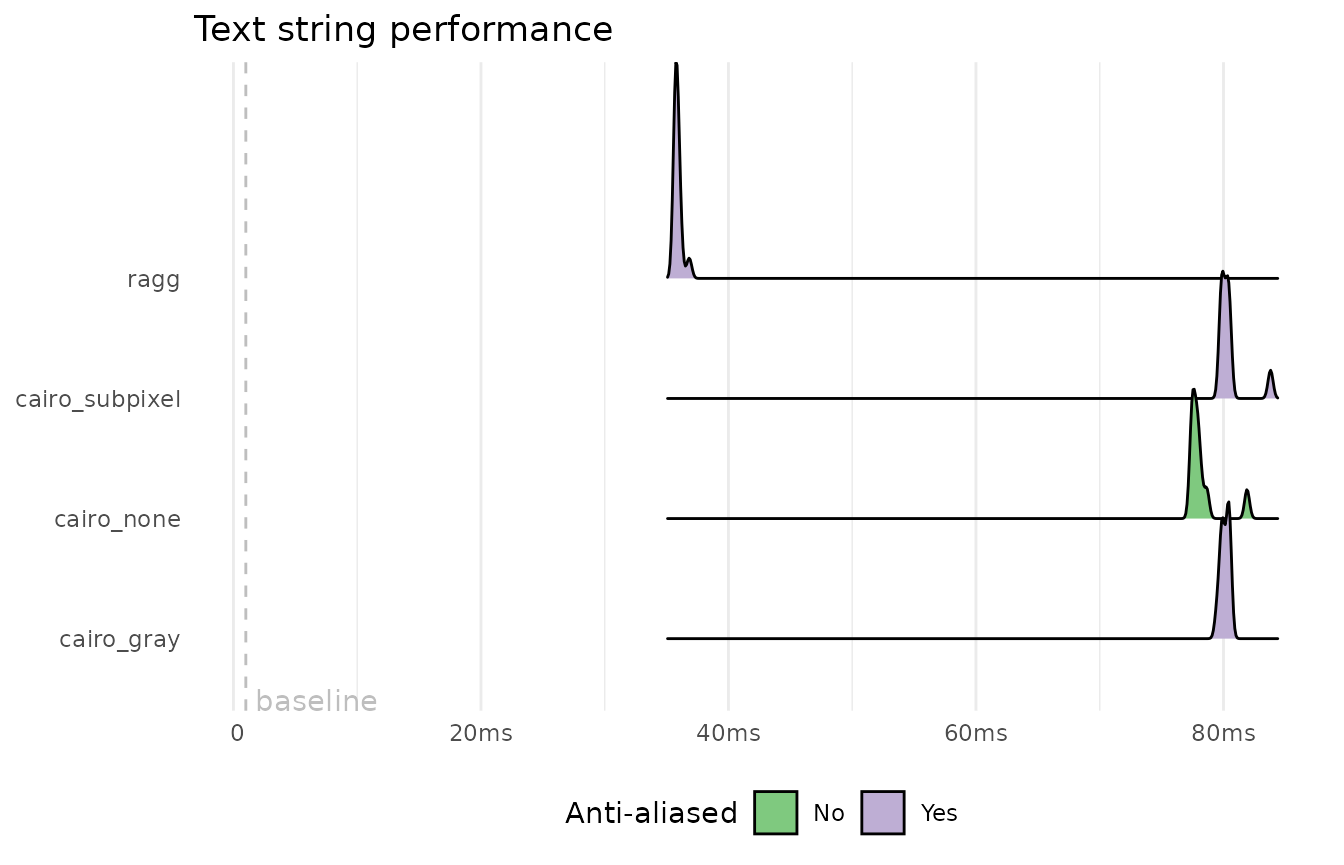 Text string performance
ragg
cairo_subpixel
cairo_none
cairo_gray
baseline
0 20ms 40ms 60ms 80ms
Anti-aliased No Yes